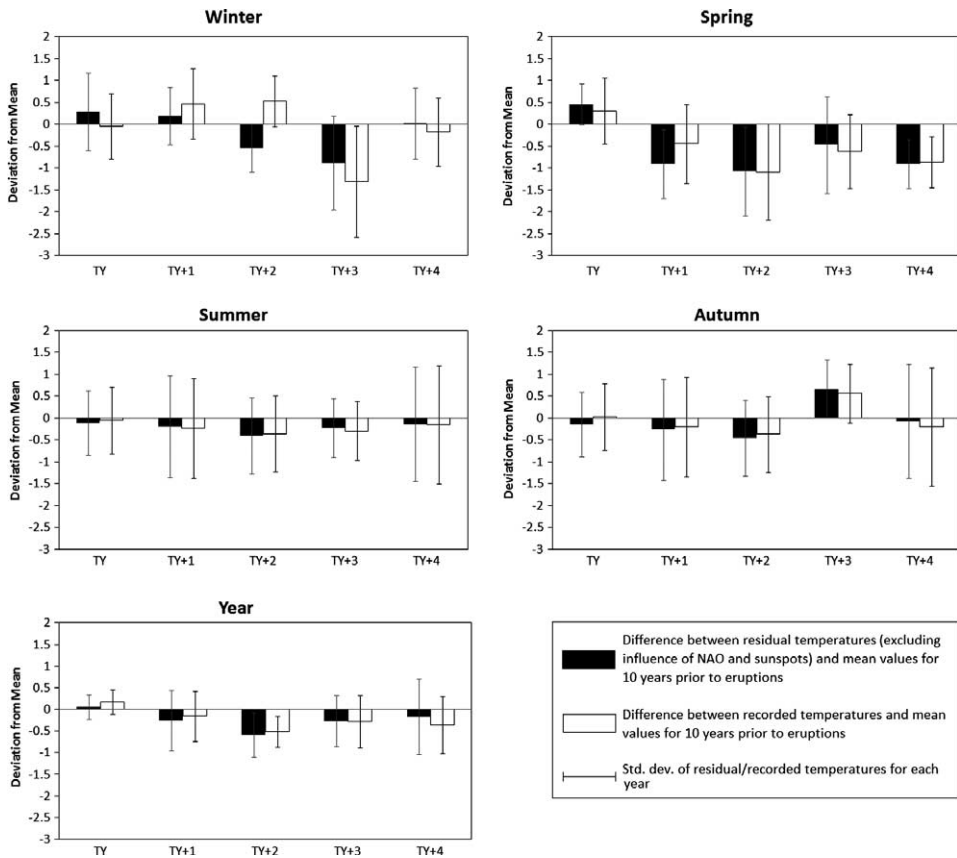 Winter
Deviation from Mean
2
1.5
1
0.5
0
-0.5
-1
-1.5
-2
-2.5
-3
TY TY+1 TY+2 TY+3 TY+4
Spring
Deviation from Mean
2
1.5
1
0.5
0
-0.5
-1
-1.5
-2
-2.5
-3
TY TY+1 TY+2 TY+3 TY+4
Summer
Deviation from Mean
2
1.5
1
0.5
0
-0.5
-1
-1.5
-2
-2.5
-3
TY TY+1 TY+2 TY+3 TY+4
Autumn
Deviation from Mean
2
1.5
1
0.5
0
-0.5
-1
-1.5
-2
-2.5
-3
TY TY+1 TY+2 TY+3 TY+4
Year
Deviation from Mean
2
1.5
1
0.5
0
-0.5
-1
-1.5
-2
-2.5
-3
TY TY+1 TY+2 TY+3 TY+4
Difference between residual temperatures (excluding
influence of NAO and sunspots) and mean values for
10 years prior to eruptions
Difference between recorded temperatures and mean
values for 10 years prior to eruptions
Std. dev. of residual/recorded temperatures for each
year